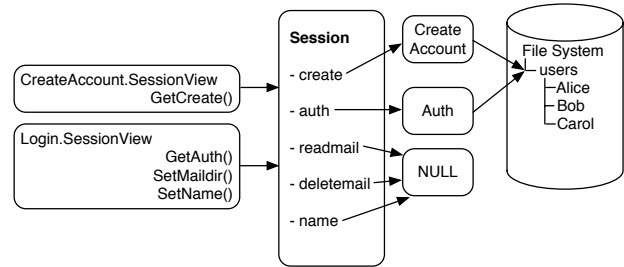 CreateAccount.SessionView
GetCreate()
Login.SessionView
GetAuth()
SetMaildir()
SetName()
Session
- create
- auth
- readmail
- deletemail
- name
Create
Account
Auth
NULL
File System
users
Alice
Bob
Carol